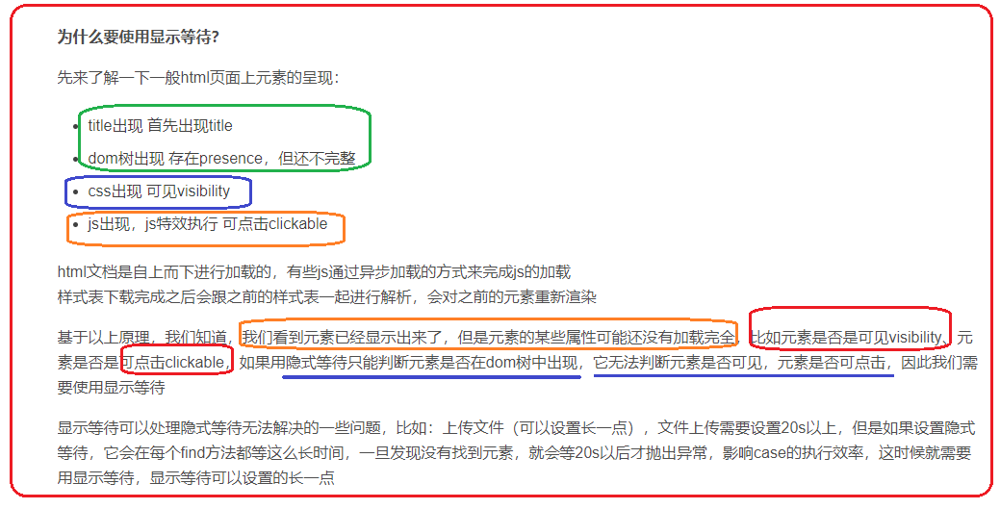 为什么要使用显示等待?
先来了解一下一般html页面上元素的呈现：
title出现 首先出现title
dom树出现 存在presence，但还不完整
css出现 可见visibility
js出现，js特效执行 可点击clickable
html文档是自上而下进行加载的，有些js通过异步加载的方式来完成js的加载
样式表下载完成之后会跟之前的样式表一起进行解析，会对之前的元素重新渲染
基于以上原理，我们知道，我们看到元素已经显示出来了，但是元素的某些属性可能还没有加载完全，比如元素是否是可见visibility、元
素是否是可点击clickable，如果用隐式等待只能判断元素是否在dom树中出现，它无法判断元素是否可见，元素是否可点击，因此我们需
要使用显示等待
显示等待可以处理隐式等待无法解决的一些问题，比如：上传文件（可以设置长一点），文件上传需要设置20s以上，但是如果设置隐式
等待，它会在每个find方法都等这么长时间，一旦发现没有找到元素，就会等20s以后才抛出异常，影响case的执行效率，这时候就需要
用显示等待，显示等待可以设置的长一点